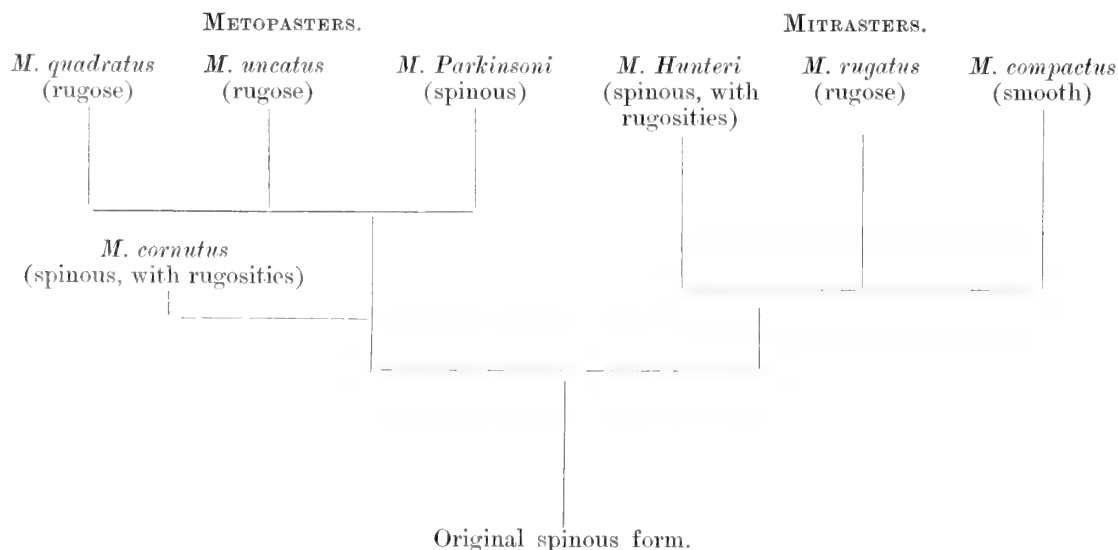 METOPASTERS. MITRASTERS.
M. quadratus M. uncatus M. Parkinsoni M. Hunteri M. rugatus M. compactus
(rugose) (rugose) (spinous) (spinous, with (rugose) (smooth)
rugosities)
M. cornutus
(spinous, with rugosities)
Original spinous form.